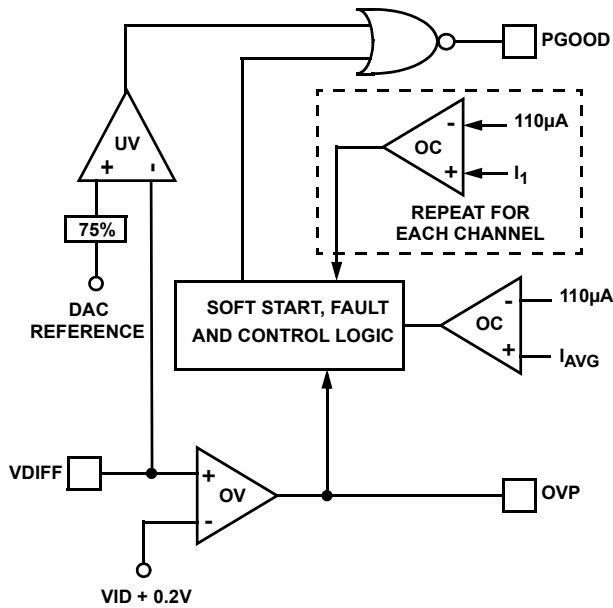 PGOOD
-
110µA
OC
+
I1
REPEAT FOR
EACH CHANNEL
UV
+
-
75%
DAC
REFERENCE
SOFT START, FAULT
AND CONTROL LOGIC
-
110µA
OC
+
IAVG
VDIFF
+
OV
-
OVP
VID + 0.2V